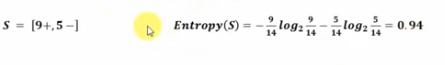 S = [9+, 5 −] Entropy(S) = − 9/14 log₂ 9/14 − 5/14 log₂ 5/14 = 0.94